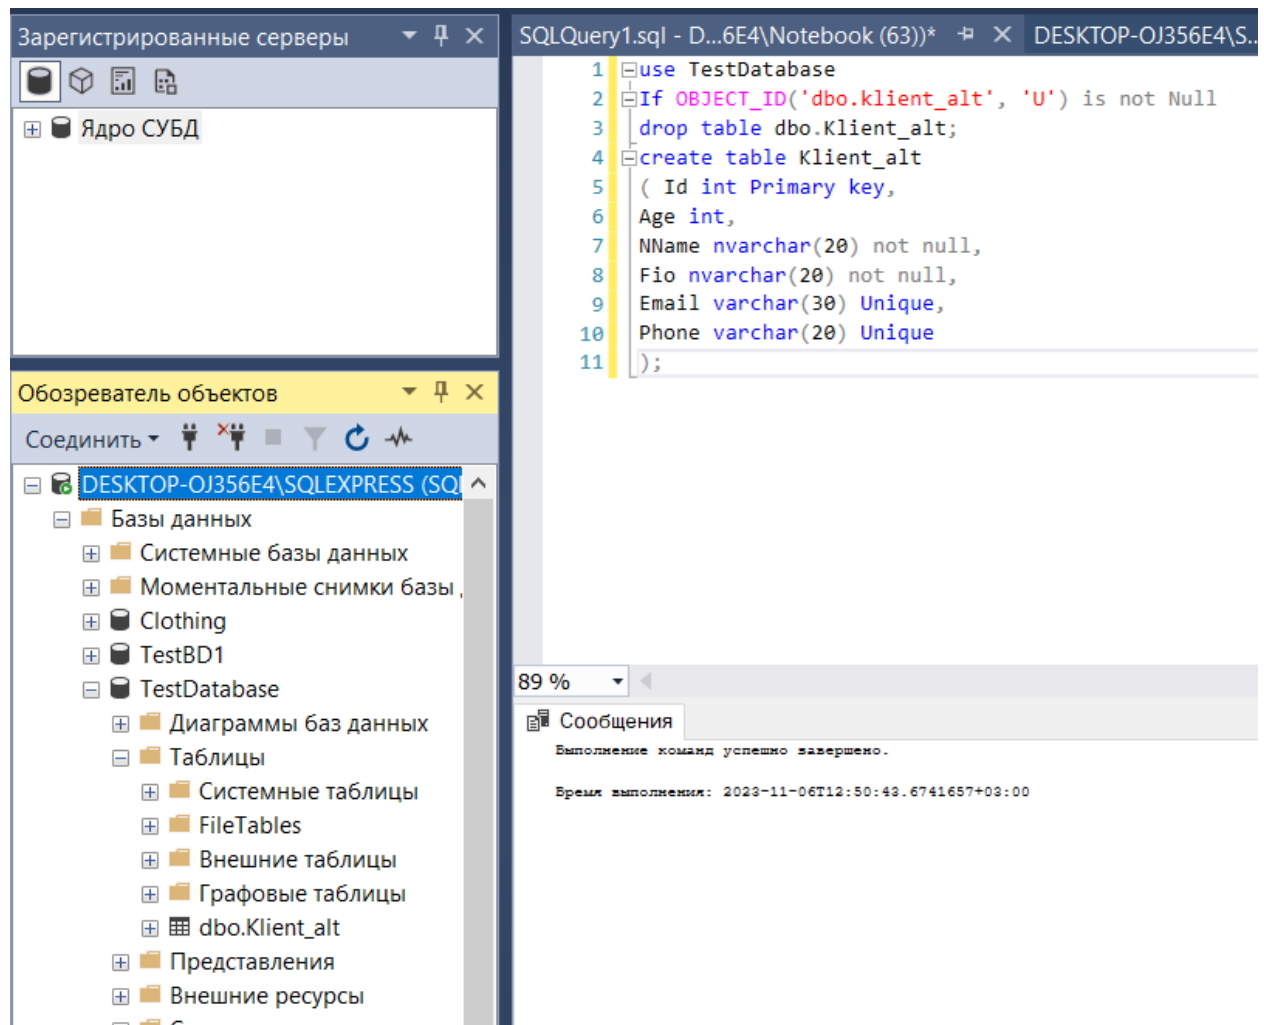 Зарегистрированные серверы
Ядро СУБД
Обозреватель объектов
Соединить
DESKTOP-OJ356E4\SQLEXPRESS (SQL
Базы данных
Системные базы данных
Моментальные снимки базы
Clothing
TestBD1
TestDatabase
Диаграммы баз данных
Таблицы
Системные таблицы
FileTables
Внешние таблицы
Графовые таблицы
dbo.Klient_alt
Представления
Внешние ресурсы
SQLQuery1.sql - D...6E4\Notebook (63))* DESKTOP-OJ356E4\S...
1 use TestDatabase
2 If OBJECT_ID('dbo.klient_alt', 'U') is not Null
3 drop table dbo.Klient_alt;
4 create table Klient_alt
5 ( Id int Primary key,
6 Age int,
7 NName nvarchar(20) not null,
8 Fio nvarchar(20) not null,
9 Email varchar(30) Unique,
10 Phone varchar(20) Unique
11 );
89 %
Сообщения
Выполнение команд успешно завершено.
Время выполнения: 2023-11-06T12:50:43.6741657+03:00